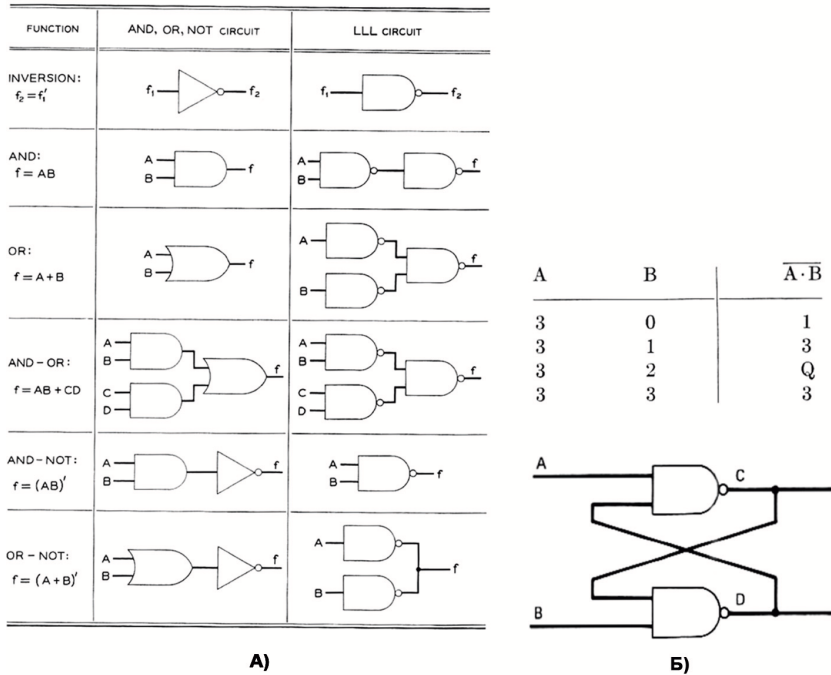 FUNCTION AND, OR, NOT CIRCUIT LLL CIRCUIT
INVERSION:
f₂ = f₁′
f₁ f₂ f₁ f₂
AND:
f = AB
A B f A B f
OR:
f = A + B
A B f A B f
AND – OR:
f = AB + CD
A B C D f A B C D f
AND – NOT:
f = (AB)′
A B f A B f
OR – NOT:
f = (A + B)′
A B f A B f
А)
A B A · B
3 0 1
3 1 3
3 2 Q
3 3 3
A C
B D
Б)